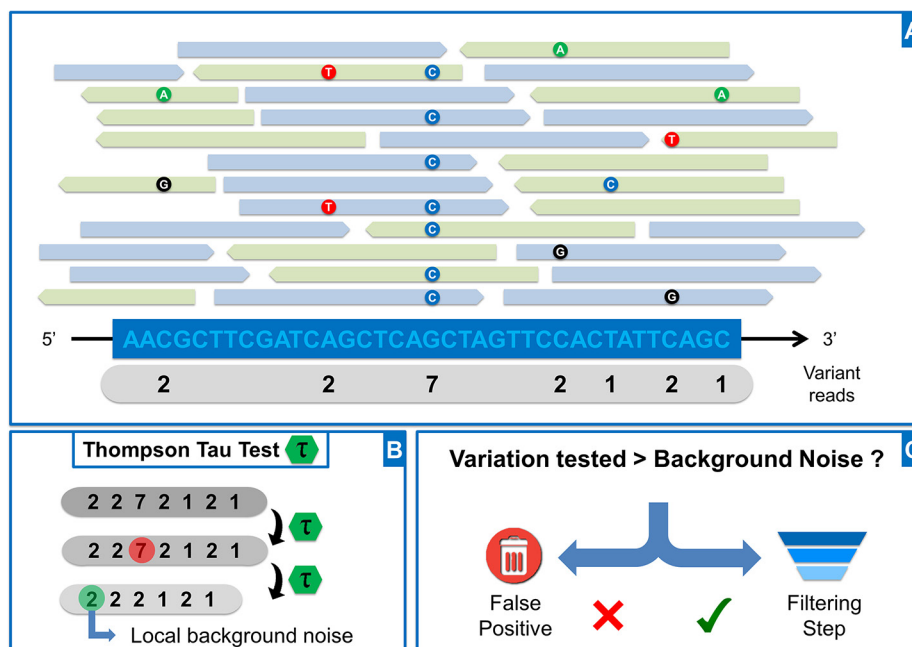 A
A
T
C
A
A
C
T
C
G
C
T
C
C
G
C
C
G
5' AACGCTTCGATCAGCTCAGCTAGTTCCACTATTCAGC 3'
2 2 7 2 1 2 1 Variant
reads
Thompson Tau Test τ
B
2 2 7 2 1 2 1
τ
2 2 7 2 1 2 1
τ
2 2 2 1 2 1
Local background noise
C
Variation tested > Background Noise ?
False
Positive
Filtering
Step